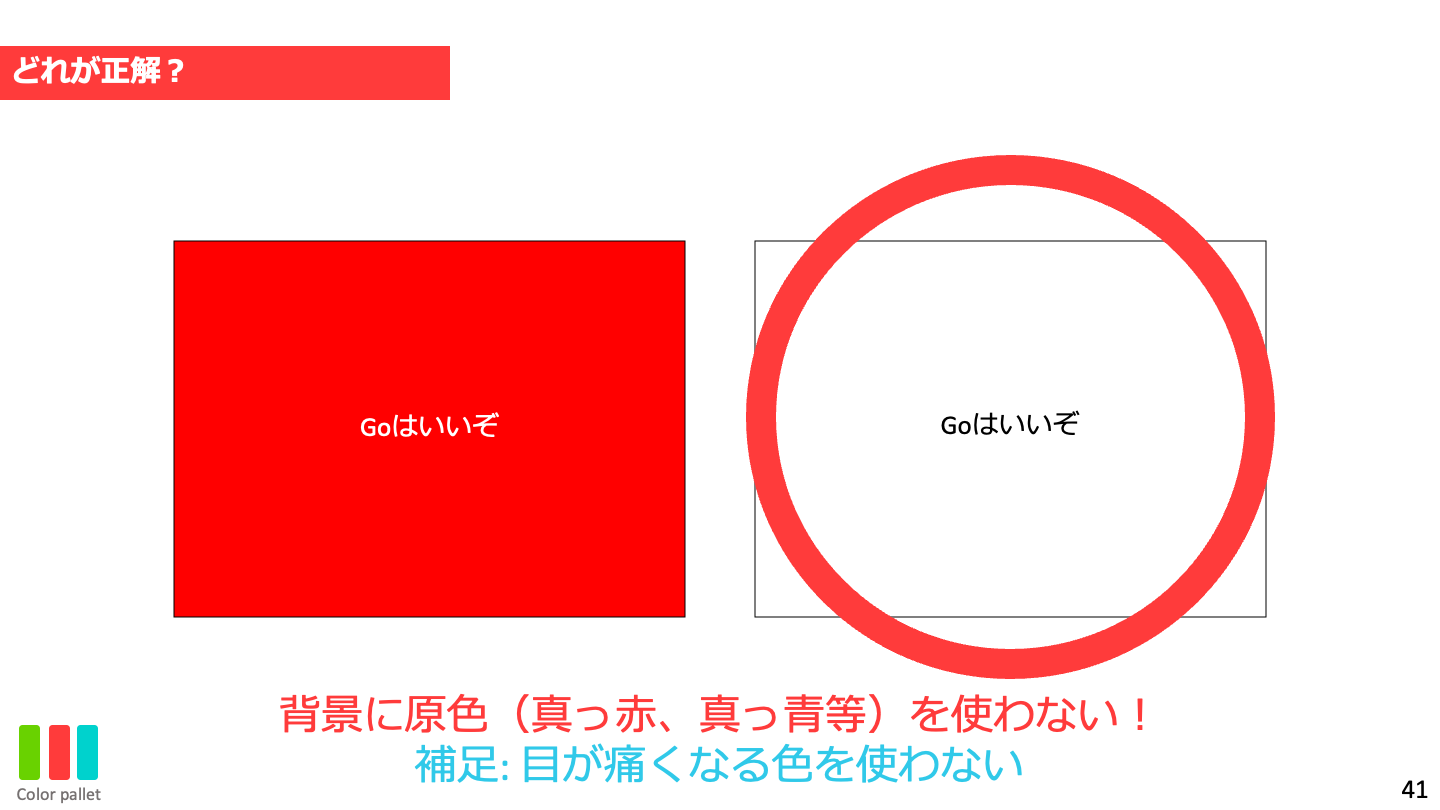 どれが正解？
Goはいいぞ
Goはいいぞ
背景に原色（真っ赤、真っ青等）を使わない！
補足: 目が痛くなる色を使わない
Color pallet
41